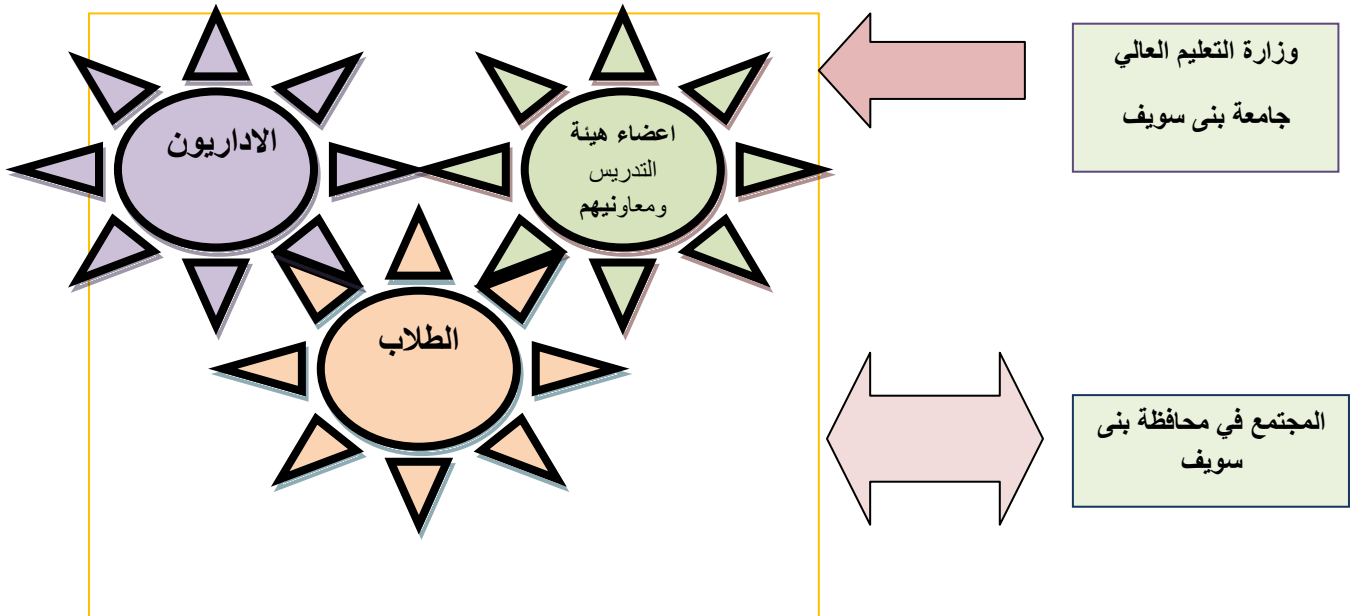 وزارة التعليم العالي
جامعة بنى سويف
اعضاء هيئة
التدريس
ومعاونيهم
الاداريون
الطلاب
المجتمع في محافظة بنى
سويف